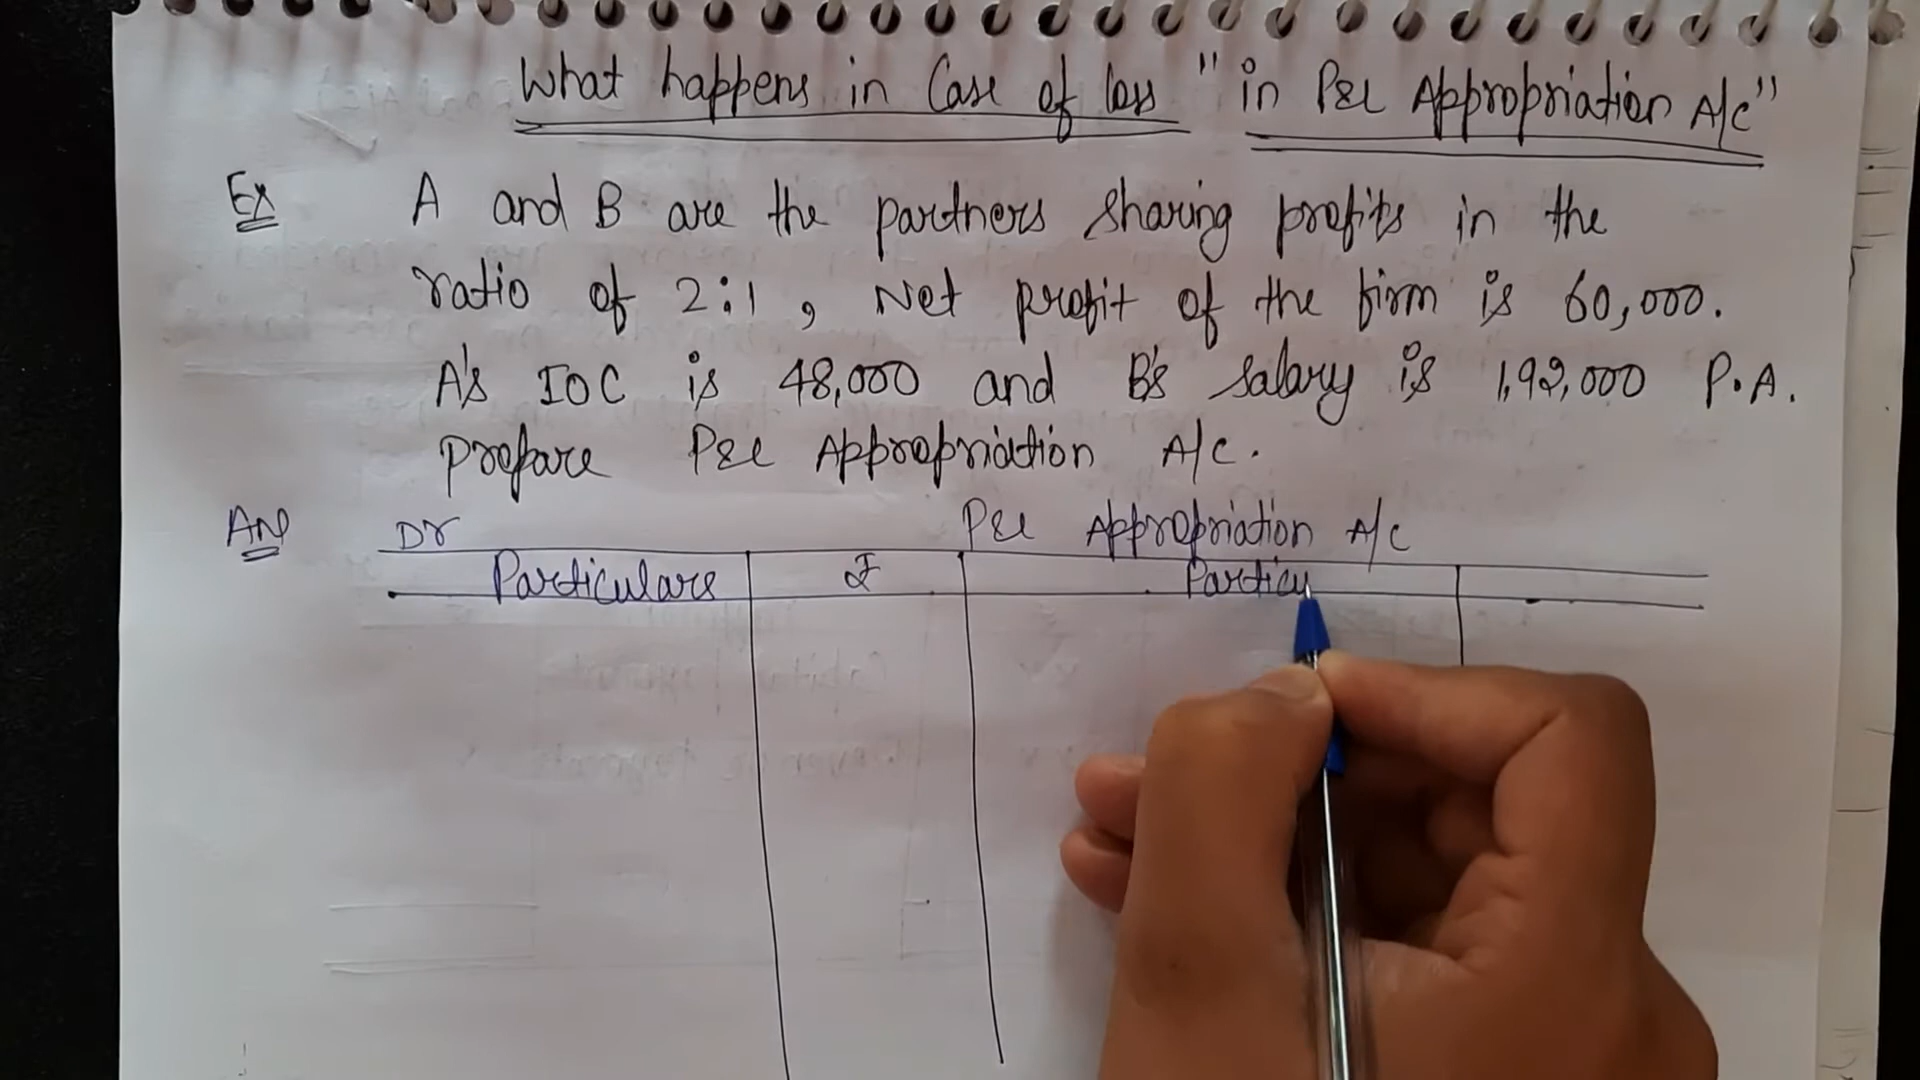 What happens in Case of loss "in P&L Appropriation A/c"
Ex A and B are the partners sharing profits in the
ratio of 2:1, Net profit of the firm is 60,000.
A's IOC is 48,000 and B's salary is 1,92,000 P.A.
prepare P&L Appropriation A/c.
Ans Dr P&L Appropriation A/c
Particulars ₹ Particu